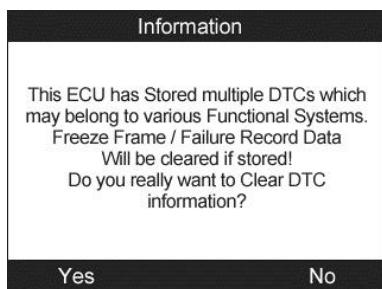 Information
This ECU has Stored multiple DTCs which
may belong to various Functional Systems.
Freeze Frame / Failure Record Data
Will be cleared if stored!
Do you really want to Clear DTC
information?
Yes No